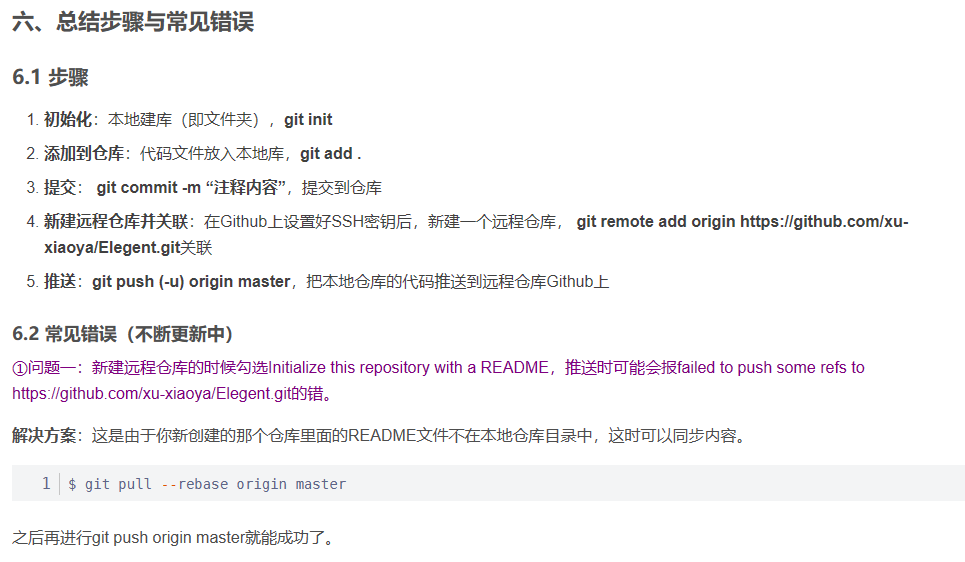 六、总结步骤与常见错误
6.1 步骤
1. 初始化：本地建库（即文件夹），git init
2. 添加到仓库：代码文件放入本地库，git add .
3. 提交： git commit -m “注释内容”，提交到仓库
4. 新建远程仓库并关联：在Github上设置好SSH密钥后，新建一个远程仓库， git remote add origin https://github.com/xu-
xiaoya/Elegent.git关联
5. 推送：git push (-u) origin master，把本地仓库的代码推送到远程仓库Github上
6.2 常见错误（不断更新中）
①问题一：新建远程仓库的时候勾选Initialize this repository with a README，推送时可能会报failed to push some refs to
https://github.com/xu-xiaoya/Elegent.git的错。
解决方案：这是由于你新创建的那个仓库里面的README文件不在本地仓库目录中，这时可以同步内容。
1 $ git pull --rebase origin master
之后再进行git push origin master就能成功了。